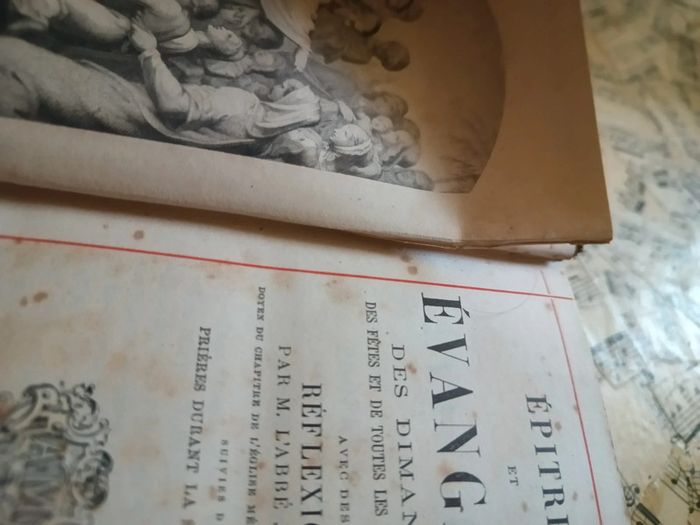 ÉPITR
ET
ÉVANG
DES DIMAN
DES FÊTES ET DE TOUTES LES
AVEC DES
RÉFLEXIO
PAR M. L'ABBÉ
DOYEN DU CHAPITRE DE L'ÉGLISE MÉ
SUIVIES D
PRIÈRES DURANT LA